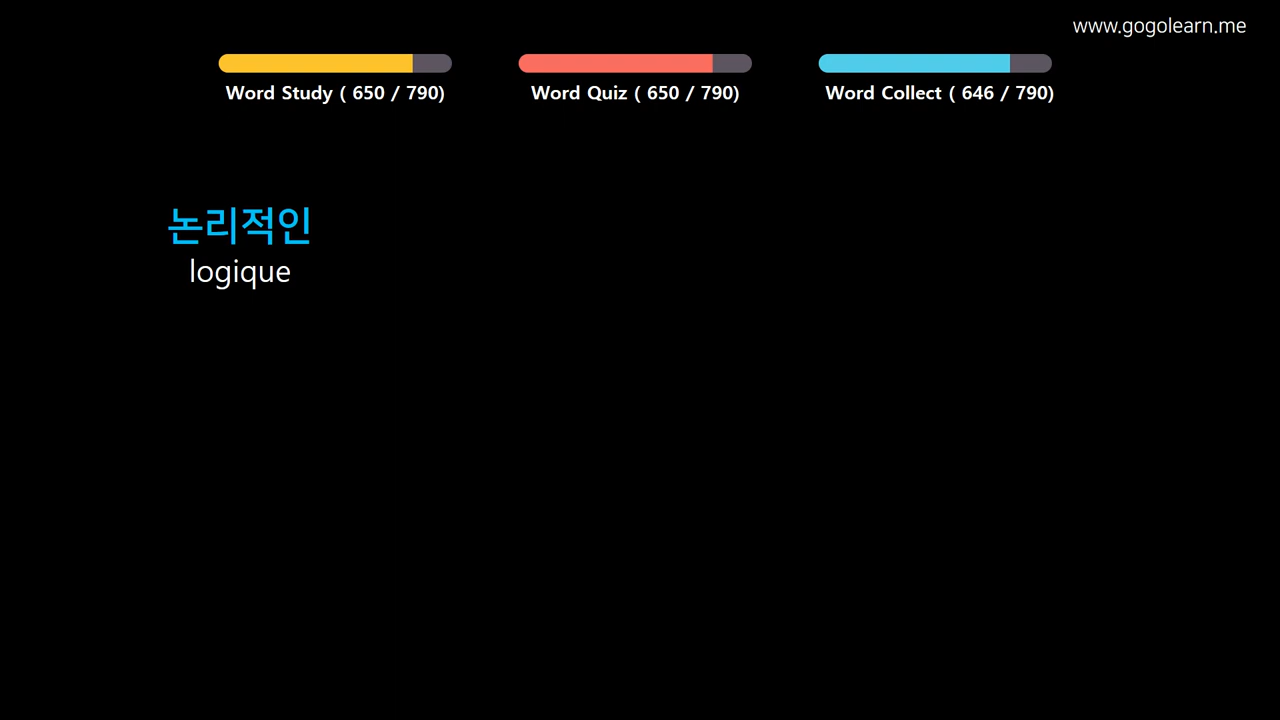 www.gogolearn.me
Word Study ( 650 / 790)
Word Quiz ( 650 / 790)
Word Collect ( 646 / 790)
논리적인
logique